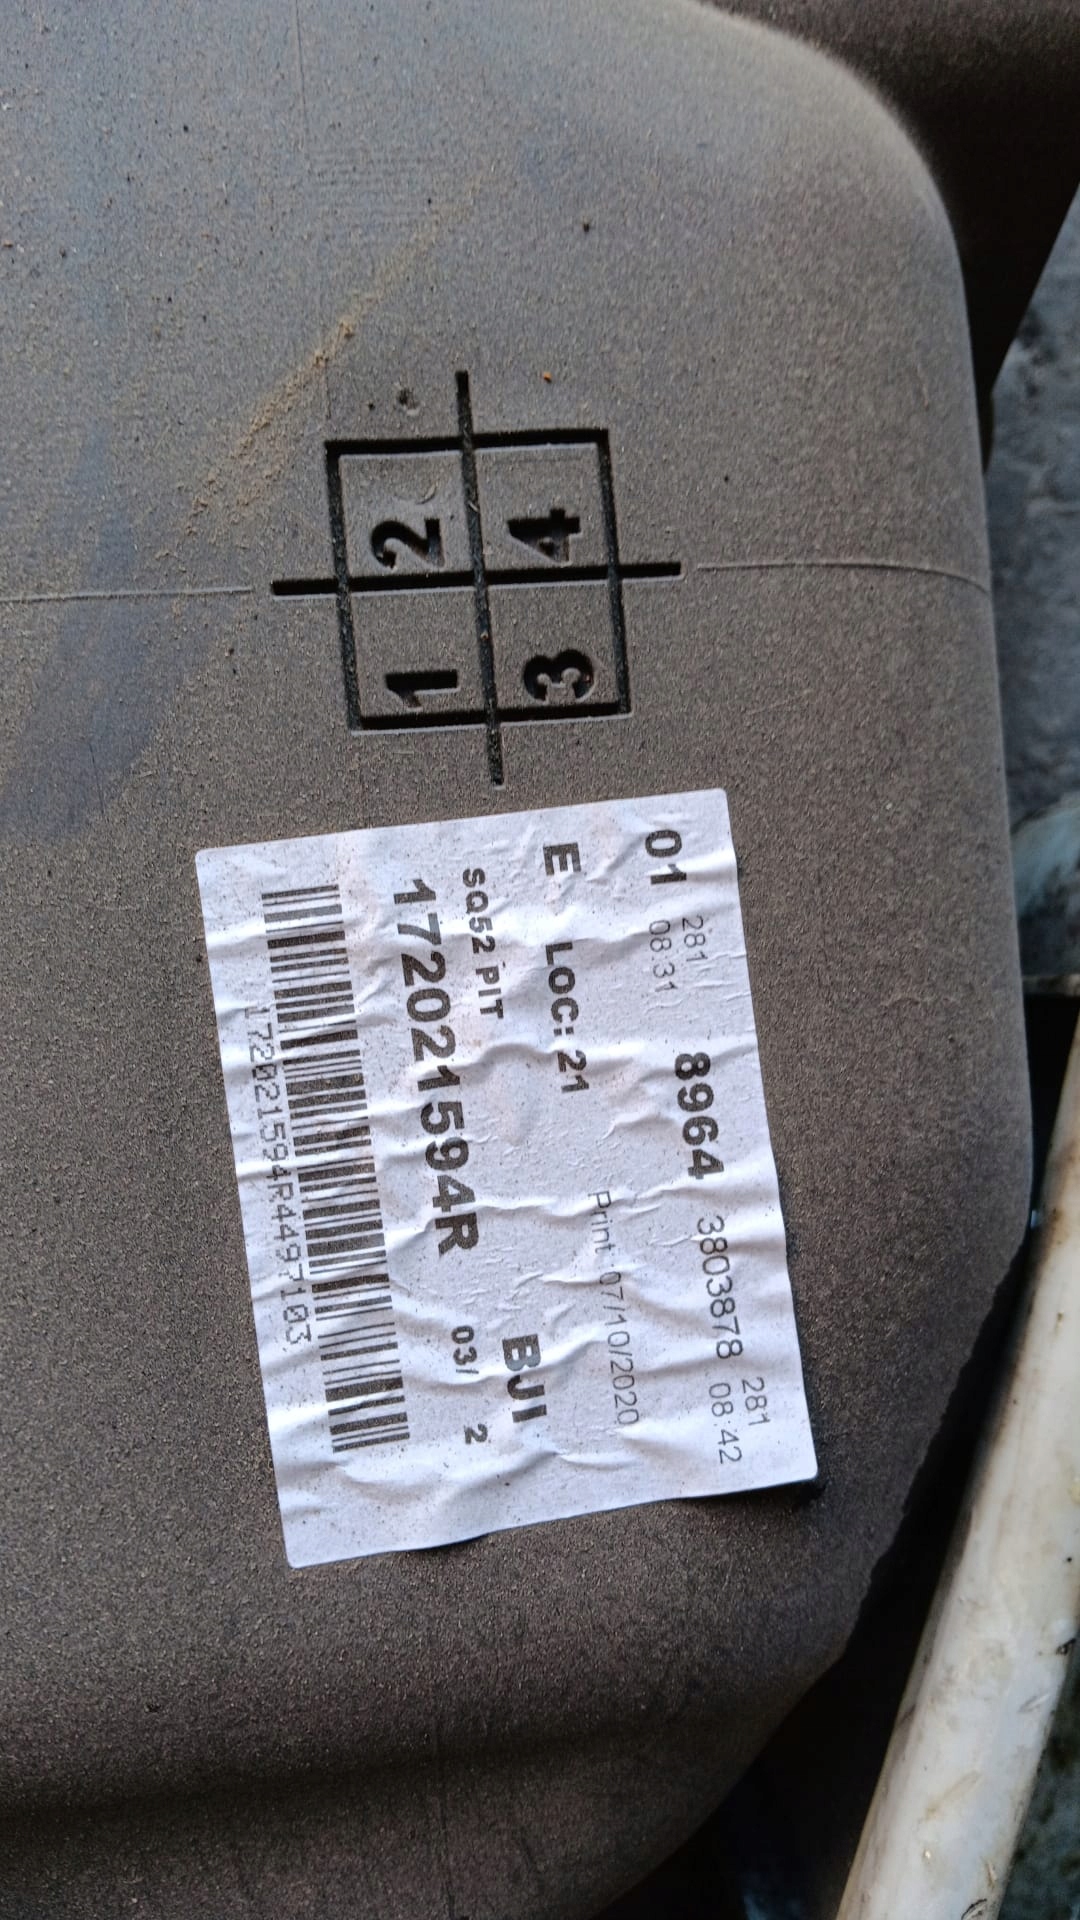 2 4
1 3
01 281 08:31 8964 3803878 281 08:42
Print 07/10/2020
E LOC: 21 BJI
SQ52 PIT 03/ 2
172021594R
172021594R4497103